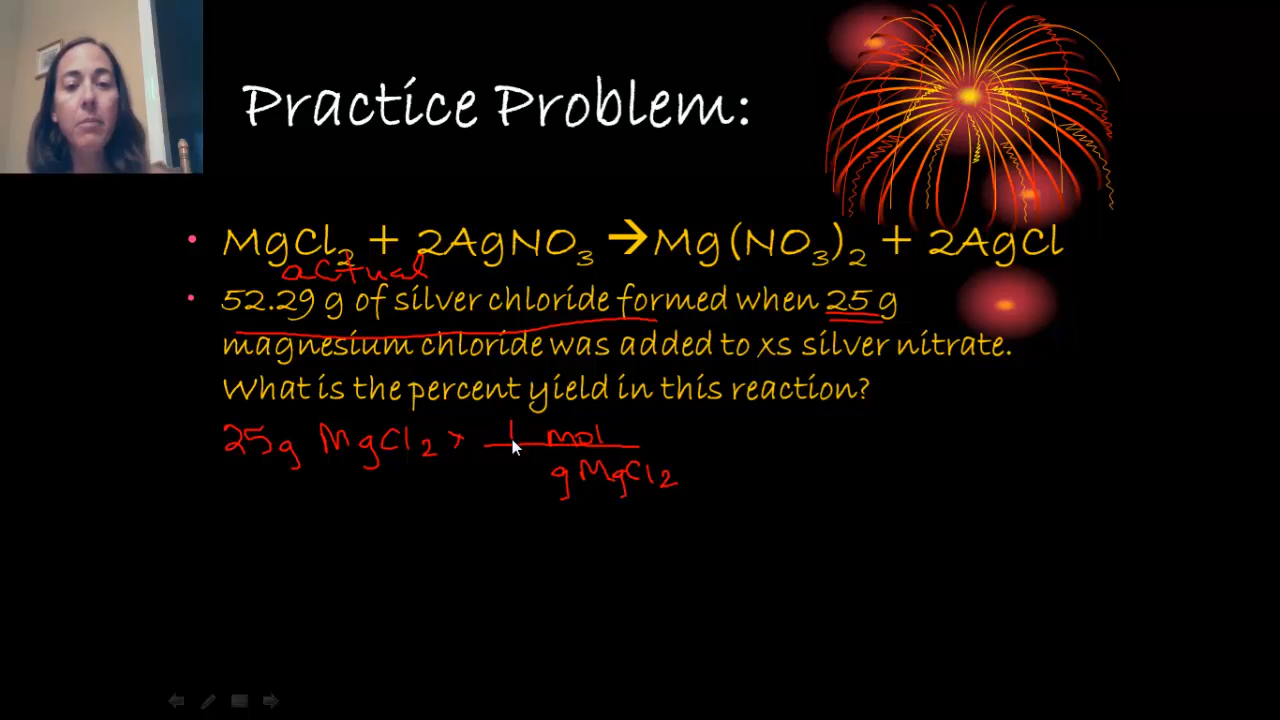 Practice Problem:
• MgCl₂ + 2AgNO₃ →Mg(NO₃)₂ + 2AgCl
actual
• 52.29 g of silver chloride formed when 25 g
magnesium chloride was added to xs silver nitrate.
What is the percent yield in this reaction?
25g MgCl₂ × 1 mol
g MgCl₂